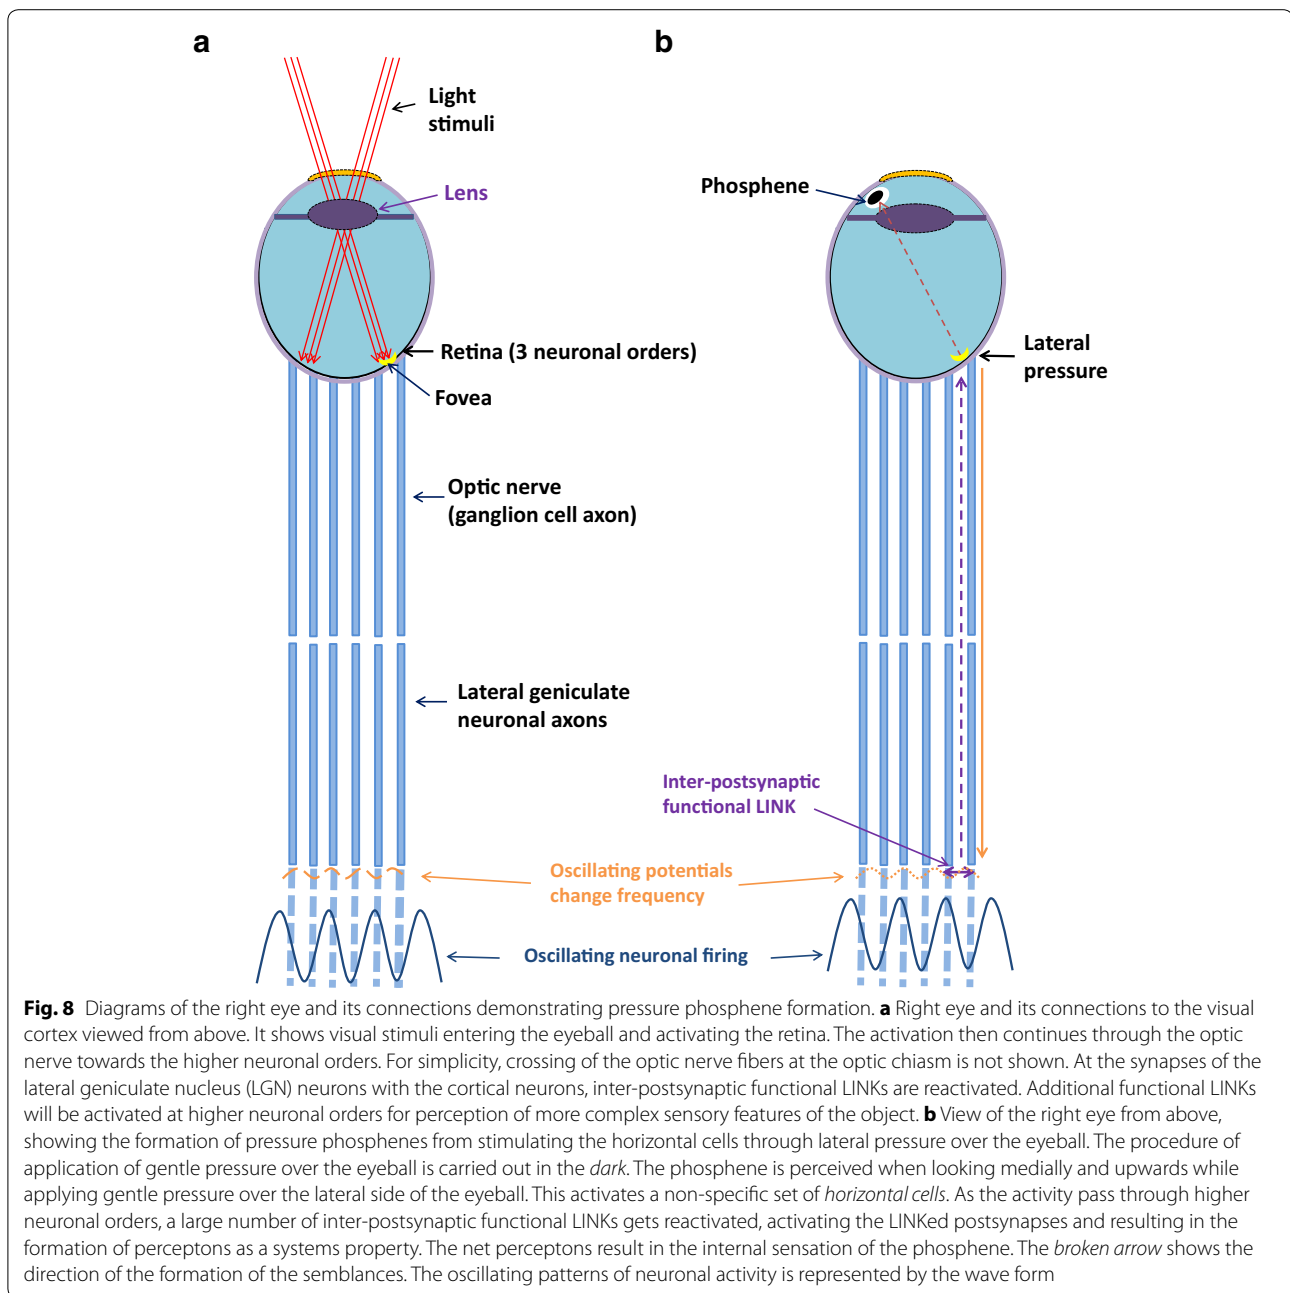 a
Light
stimuli
Lens
Retina (3 neuronal orders)
Fovea
Optic nerve
(ganglion cell axon)
Lateral geniculate
neuronal axons
b
Phosphene
Lateral
pressure
Inter-postsynaptic
functional LINK
Oscillating potentials
change frequency
Oscillating neuronal firing
Fig. 8 Diagrams of the right eye and its connections demonstrating pressure phosphene formation. a Right eye and its connections to the visual
cortex viewed from above. It shows visual stimuli entering the eyeball and activating the retina. The activation then continues through the optic
nerve towards the higher neuronal orders. For simplicity, crossing of the optic nerve fibers at the optic chiasm is not shown. At the synapses of the
lateral geniculate nucleus (LGN) neurons with the cortical neurons, inter-postsynaptic functional LINKs are reactivated. Additional functional LINKs
will be activated at higher neuronal orders for perception of more complex sensory features of the object. b View of the right eye from above,
showing the formation of pressure phosphenes from stimulating the horizontal cells through lateral pressure over the eyeball. The procedure of
application of gentle pressure over the eyeball is carried out in the dark. The phosphene is perceived when looking medially and upwards while
applying gentle pressure over the lateral side of the eyeball. This activates a non-specific set of horizontal cells. As the activity pass through higher
neuronal orders, a large number of inter-postsynaptic functional LINKs gets reactivated, activating the LINKed postsynapses and resulting in the
formation of perceptons as a systems property. The net perceptons result in the internal sensation of the phosphene. The broken arrow shows the
direction of the formation of the semblances. The oscillating patterns of neuronal activity is represented by the wave form